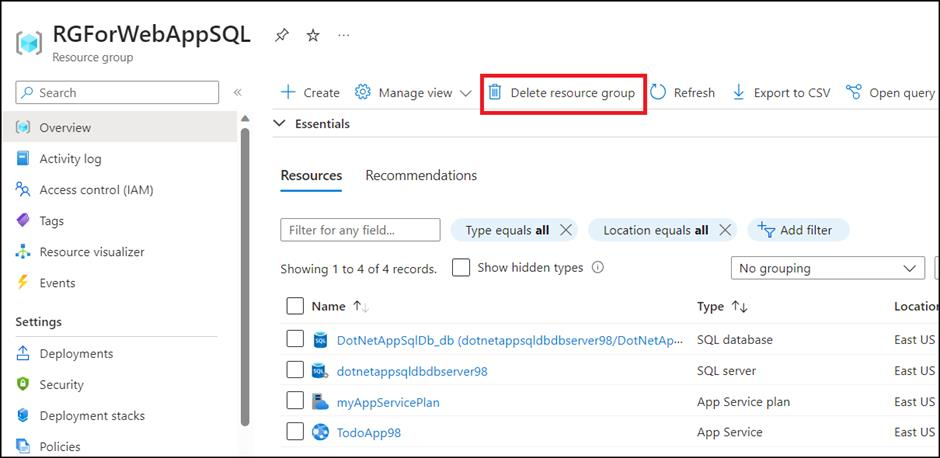 RGForWebAppSQL
Resource group
Search
Create Manage view Delete resource group Refresh Export to CSV Open query
Essentials
Overview
Activity log
Access control (IAM)
Tags
Resource visualizer
Events
Settings
Deployments
Security
Deployment stacks
Policies
Resources Recommendations
Filter for any field... Type equals all Location equals all Add filter
Showing 1 to 4 of 4 records. Show hidden types No grouping
Name Type Location
SQL DotNetAppSqlDb_db (dotnetappsqldbdbserver98/DotNetAp... SQL database East US
SQL dotnetappsqldbdbserver98 SQL server East US
myAppServicePlan App Service plan East US
TodoApp98 App Service East US